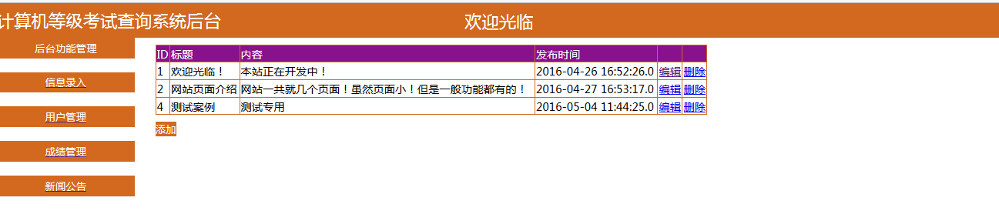 计算机等级考试查询系统后台 欢迎光临
后台功能管理
信息录入
用户管理
成绩管理
新闻公告
ID 标题 内容 发布时间
1 欢迎光临！ 本站正在开发中！ 2016-04-26 16:52:26.0 编辑 删除
2 网站页面介绍 网站一共就几个页面！虽然页面小！但是一般功能都有的！ 2016-04-27 16:53:17.0 编辑 删除
4 测试案例 测试专用 2016-05-04 11:44:25.0 编辑 删除
添加